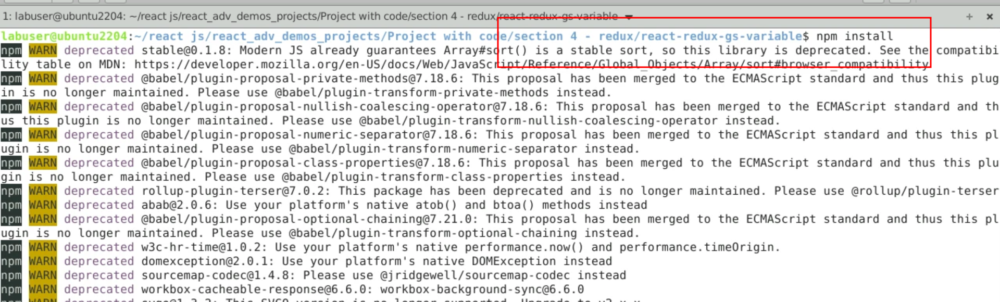 1: labuser@ubuntu2204: ~/react js/react_adv_demos_projects/Project with code/section 4 - redux/react-redux-gs-variable
labuser@ubuntu2204:~/react js/react_adv_demos_projects/Project with code/section 4 - redux/react-redux-gs-variable$ npm install
npm WARN deprecated stable@0.1.8: Modern JS already guarantees Array#sort() is a stable sort, so this library is deprecated. See the compatibi
lity table on MDN: https://developer.mozilla.org/en-US/docs/Web/JavaScript/Reference/Global_Objects/Array/sort#browser_compatibility
npm WARN deprecated @babel/plugin-proposal-private-methods@7.18.6: This proposal has been merged to the ECMAScript standard and thus this plug
in is no longer maintained. Please use @babel/plugin-transform-private-methods instead.
npm WARN deprecated @babel/plugin-proposal-nullish-coalescing-operator@7.18.6: This proposal has been merged to the ECMAScript standard and th
us this plugin is no longer maintained. Please use @babel/plugin-transform-nullish-coalescing-operator instead.
npm WARN deprecated @babel/plugin-proposal-numeric-separator@7.18.6: This proposal has been merged to the ECMAScript standard and thus this pl
ugin is no longer maintained. Please use @babel/plugin-transform-numeric-separator instead.
npm WARN deprecated @babel/plugin-proposal-class-properties@7.18.6: This proposal has been merged to the ECMAScript standard and thus this plu
gin is no longer maintained. Please use @babel/plugin-transform-class-properties instead.
npm WARN deprecated rollup-plugin-terser@7.0.2: This package has been deprecated and is no longer maintained. Please use @rollup/plugin-terser
npm WARN deprecated abab@2.0.6: Use your platform's native atob() and btoa() methods instead
npm WARN deprecated @babel/plugin-proposal-optional-chaining@7.21.0: This proposal has been merged to the ECMAScript standard and thus this pl
ugin is no longer maintained. Please use @babel/plugin-transform-optional-chaining instead.
npm WARN deprecated w3c-hr-time@1.0.2: Use your platform's native performance.now() and performance.timeOrigin.
npm WARN deprecated domexception@2.0.1: Use your platform's native DOMException instead
npm WARN deprecated sourcemap-codec@1.4.8: Please use @jridgewell/sourcemap-codec instead
npm WARN deprecated workbox-cacheable-response@6.6.0: workbox-background-sync@6.6.0